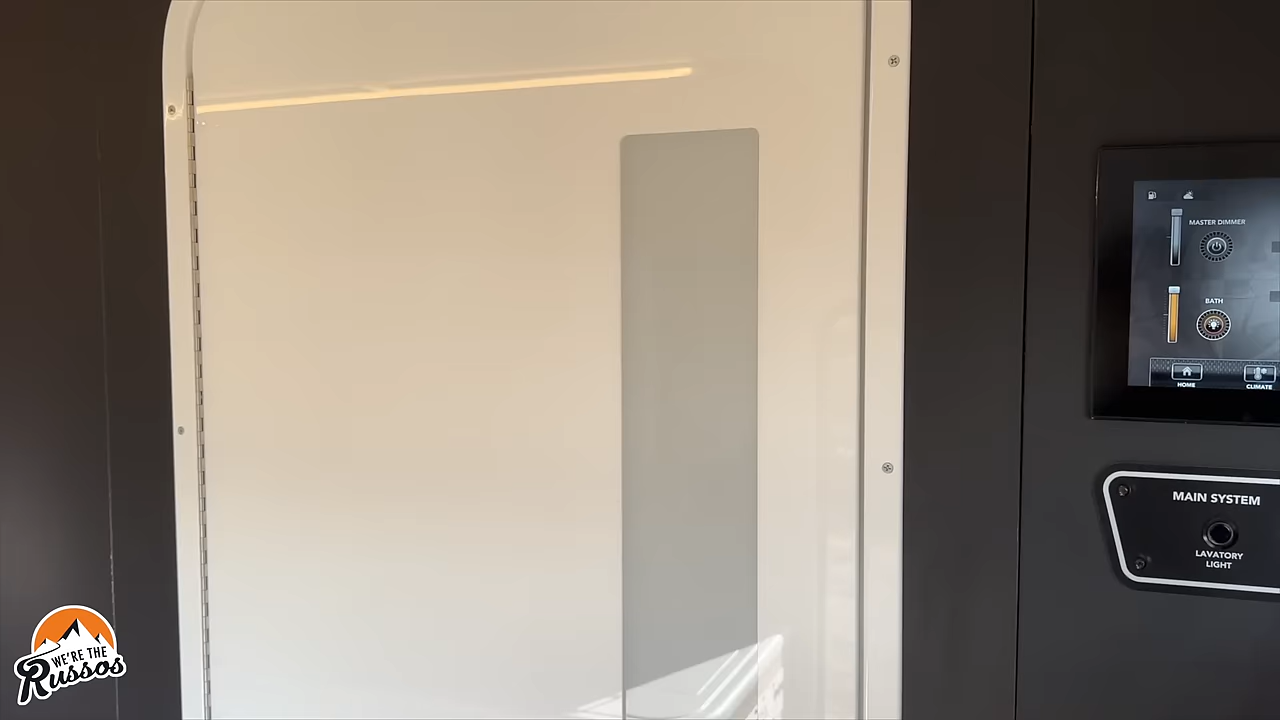 MASTER DIMMER
BATH
HOME
CLIMATE
MAIN SYSTEM
LAVATORY
LIGHT
WE'RE THE
RUSSOS